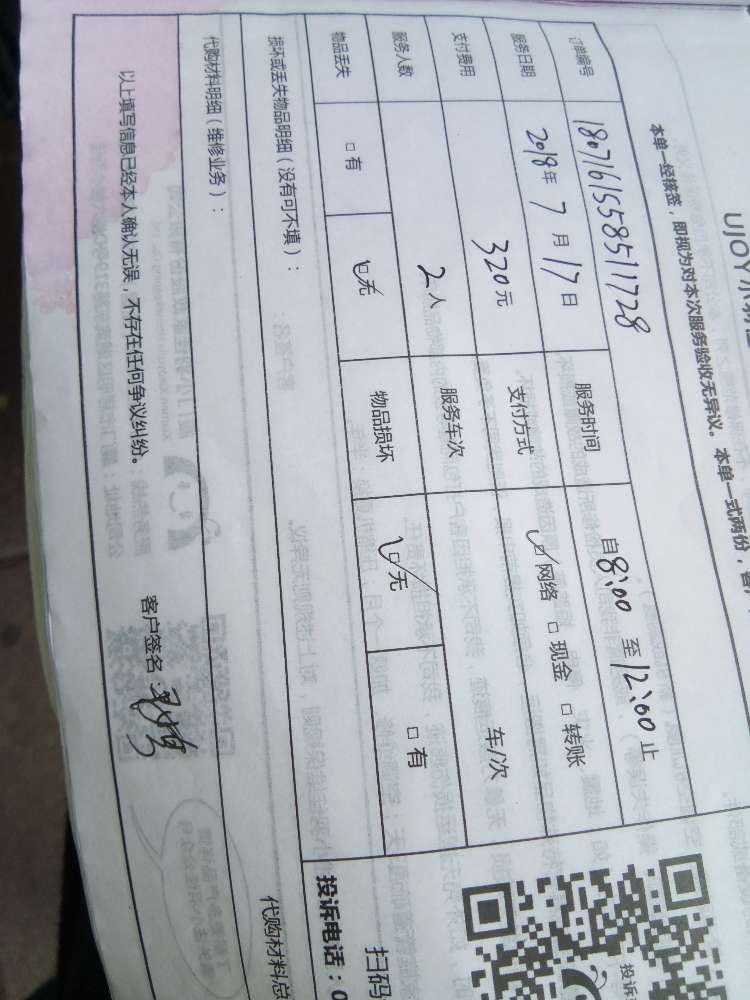 UJOY
本单一经接签，即视为对本次服务验收无异议。本单一式两份，客
订单编号 1807161558511728 服务时间 自8:00至12:00止
服务日期 2018年7月17日 支付方式 ☑网络 □现金 □转账
支付费用 320元 服务车次 车/次
服务人数 2人
物品丢失 □有 ☑无 物品损坏 ☑无 □有
损坏或丢失物品明细（没有可不填）：
代购材料明细（维修业务）：
代购材料总
以上填写信息已经本人确认无误，不存在任何争议纠纷。
客户签名：
投诉
扫码
投诉电话：0